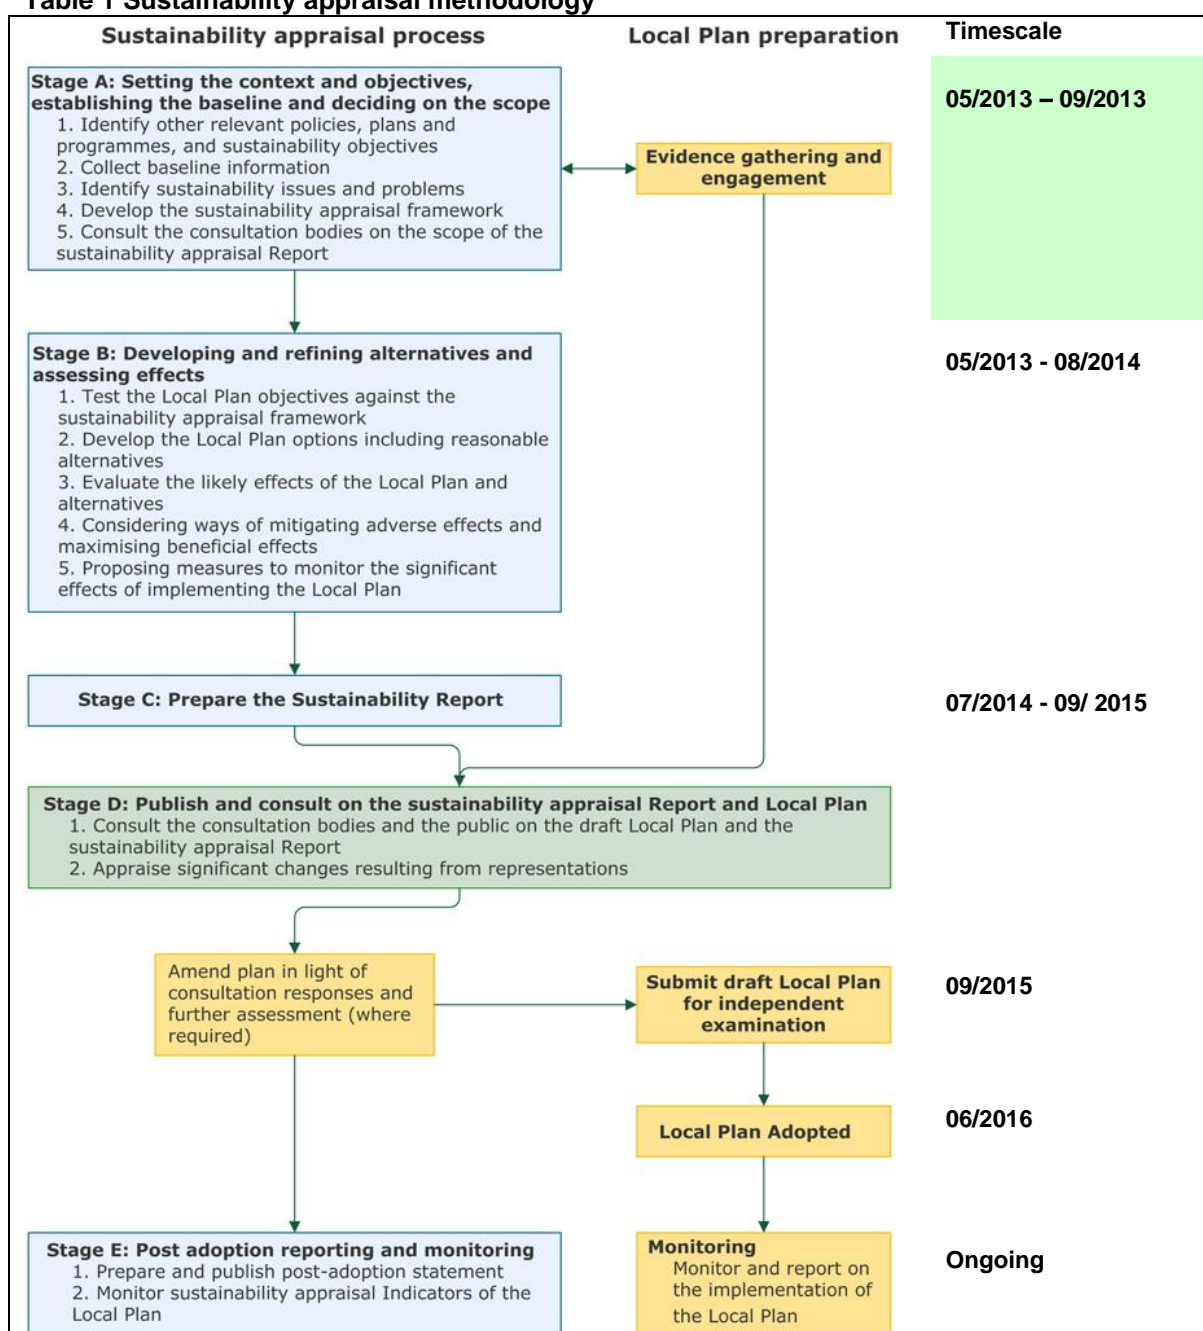 Table 1 Sustainability appraisal methodology
Sustainability appraisal process
Local Plan preparation
Timescale
Stage A: Setting the context and objectives,
establishing the baseline and deciding on the scope
1. Identify other relevant policies, plans and
programmes, and sustainability objectives
2. Collect baseline information
3. Identify sustainability issues and problems
4. Develop the sustainability appraisal framework
5. Consult the consultation bodies on the scope of the
sustainability appraisal Report
Evidence gathering and
engagement
05/2013 – 09/2013
Stage B: Developing and refining alternatives and
assessing effects
1. Test the Local Plan objectives against the
sustainability appraisal framework
2. Develop the Local Plan options including reasonable
alternatives
3. Evaluate the likely effects of the Local Plan and
alternatives
4. Considering ways of mitigating adverse effects and
maximising beneficial effects
5. Proposing measures to monitor the significant
effects of implementing the Local Plan
05/2013 - 08/2014
Stage C: Prepare the Sustainability Report
07/2014 - 09/ 2015
Stage D: Publish and consult on the sustainability appraisal Report and Local Plan
1. Consult the consultation bodies and the public on the draft Local Plan and the
sustainability appraisal Report
2. Appraise significant changes resulting from representations
Amend plan in light of
consultation responses and
further assessment (where
required)
Submit draft Local Plan
for independent
examination
09/2015
Local Plan Adopted
06/2016
Stage E: Post adoption reporting and monitoring
1. Prepare and publish post-adoption statement
2. Monitor sustainability appraisal Indicators of the
Local Plan
Monitoring
Monitor and report on
the implementation of
the Local Plan
Ongoing